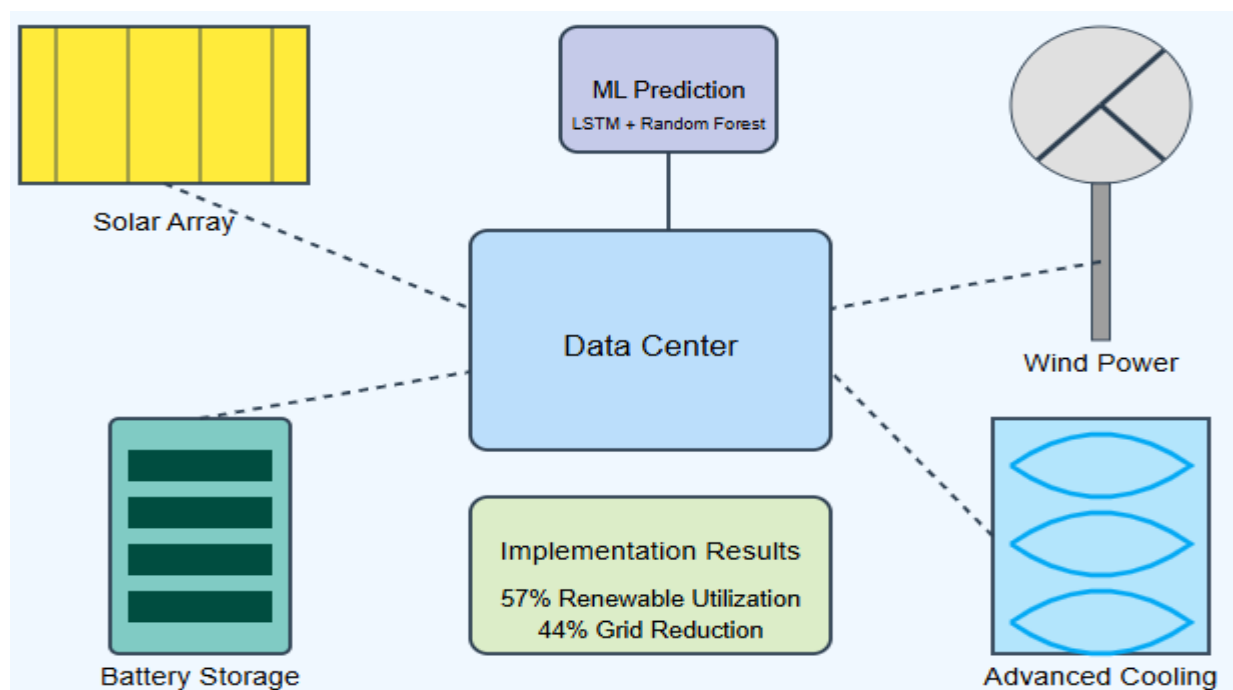 ML Prediction
LSTM + Random Forest
Solar Array
Data Center
Wind Power
Implementation Results
57% Renewable Utilization
44% Grid Reduction
Battery Storage
Advanced Cooling